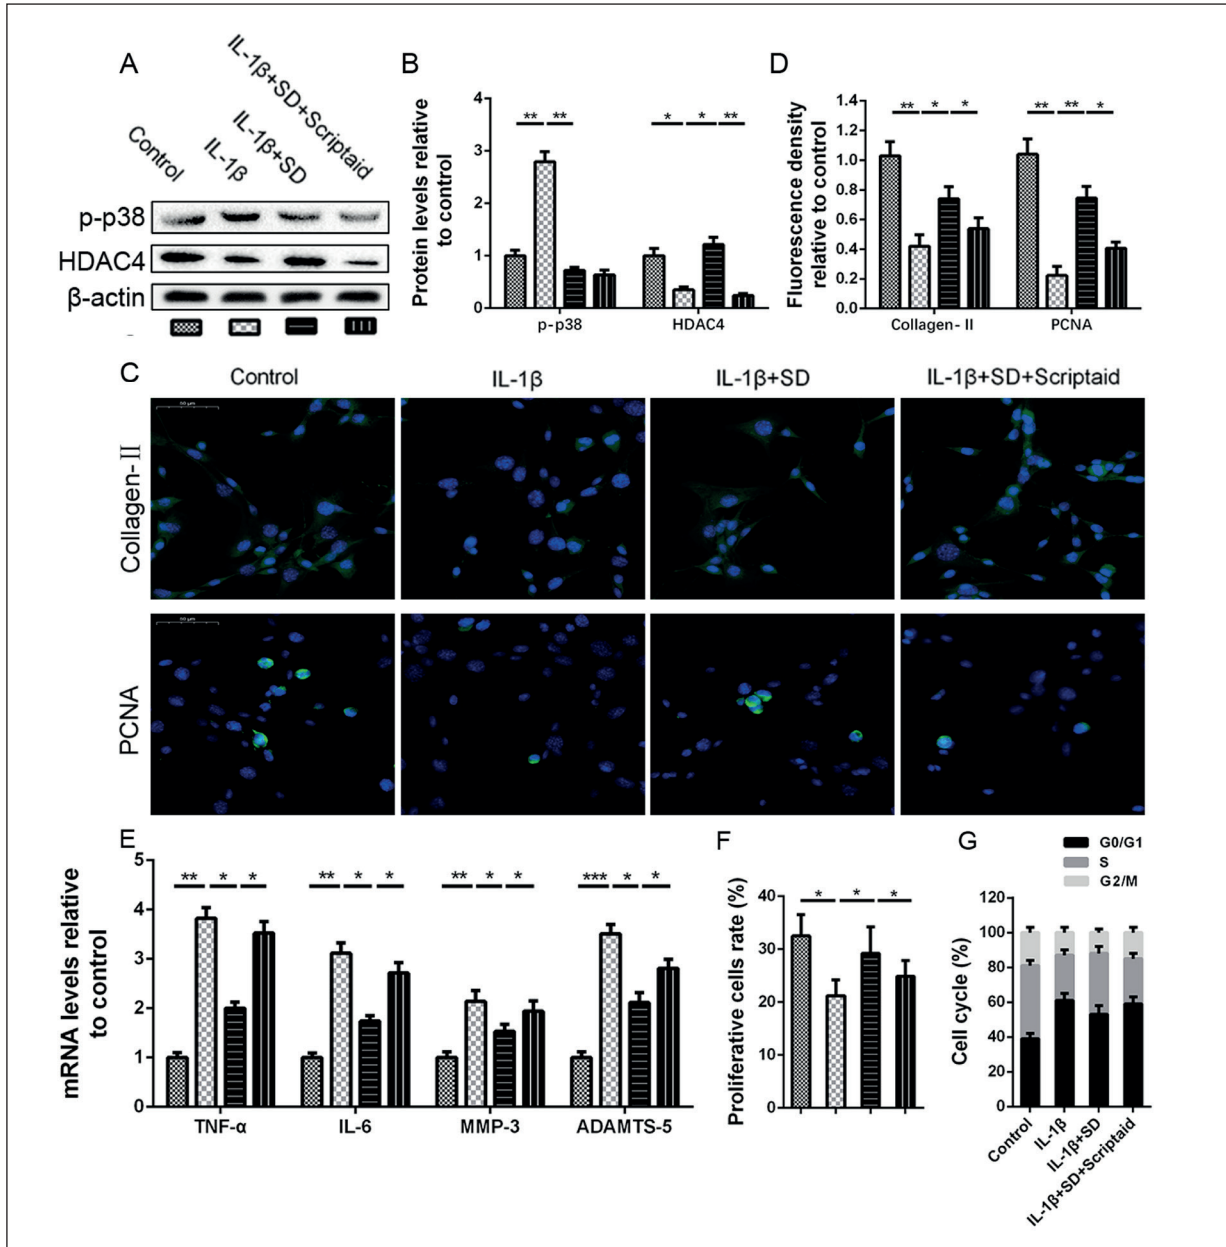 A
Control
IL-1β
IL-1β+SD
IL-1β+SD+Scriptaid
p-p38
HDAC4
β-actin
B
Protein levels relative
to control
4
3
2
1
0
** **
* * **
p-p38 HDAC4
D
Fluorescence density
relative to control
1.4
1.2
1.0
0.8
0.6
0.4
0.2
0.0
** * *
** ** *
Collagen-II PCNA
C
Control IL-1β IL-1β+SD IL-1β+SD+Scriptaid
Collagen-II
PCNA
E
mRNA levels relative
to control
5
4
3
2
1
0
** * *
** * *
** * *
*** * *
TNF-α IL-6 MMP-3 ADAMTS-5
F
Proliferative cells rate (%)
40
30
20
10
0
* * *
G
G0/G1
S
G2/M
Cell cycle (%)
120
100
80
60
40
20
0
Control
IL-1β
IL-1β+SD
IL-1β+SD+Scriptaid